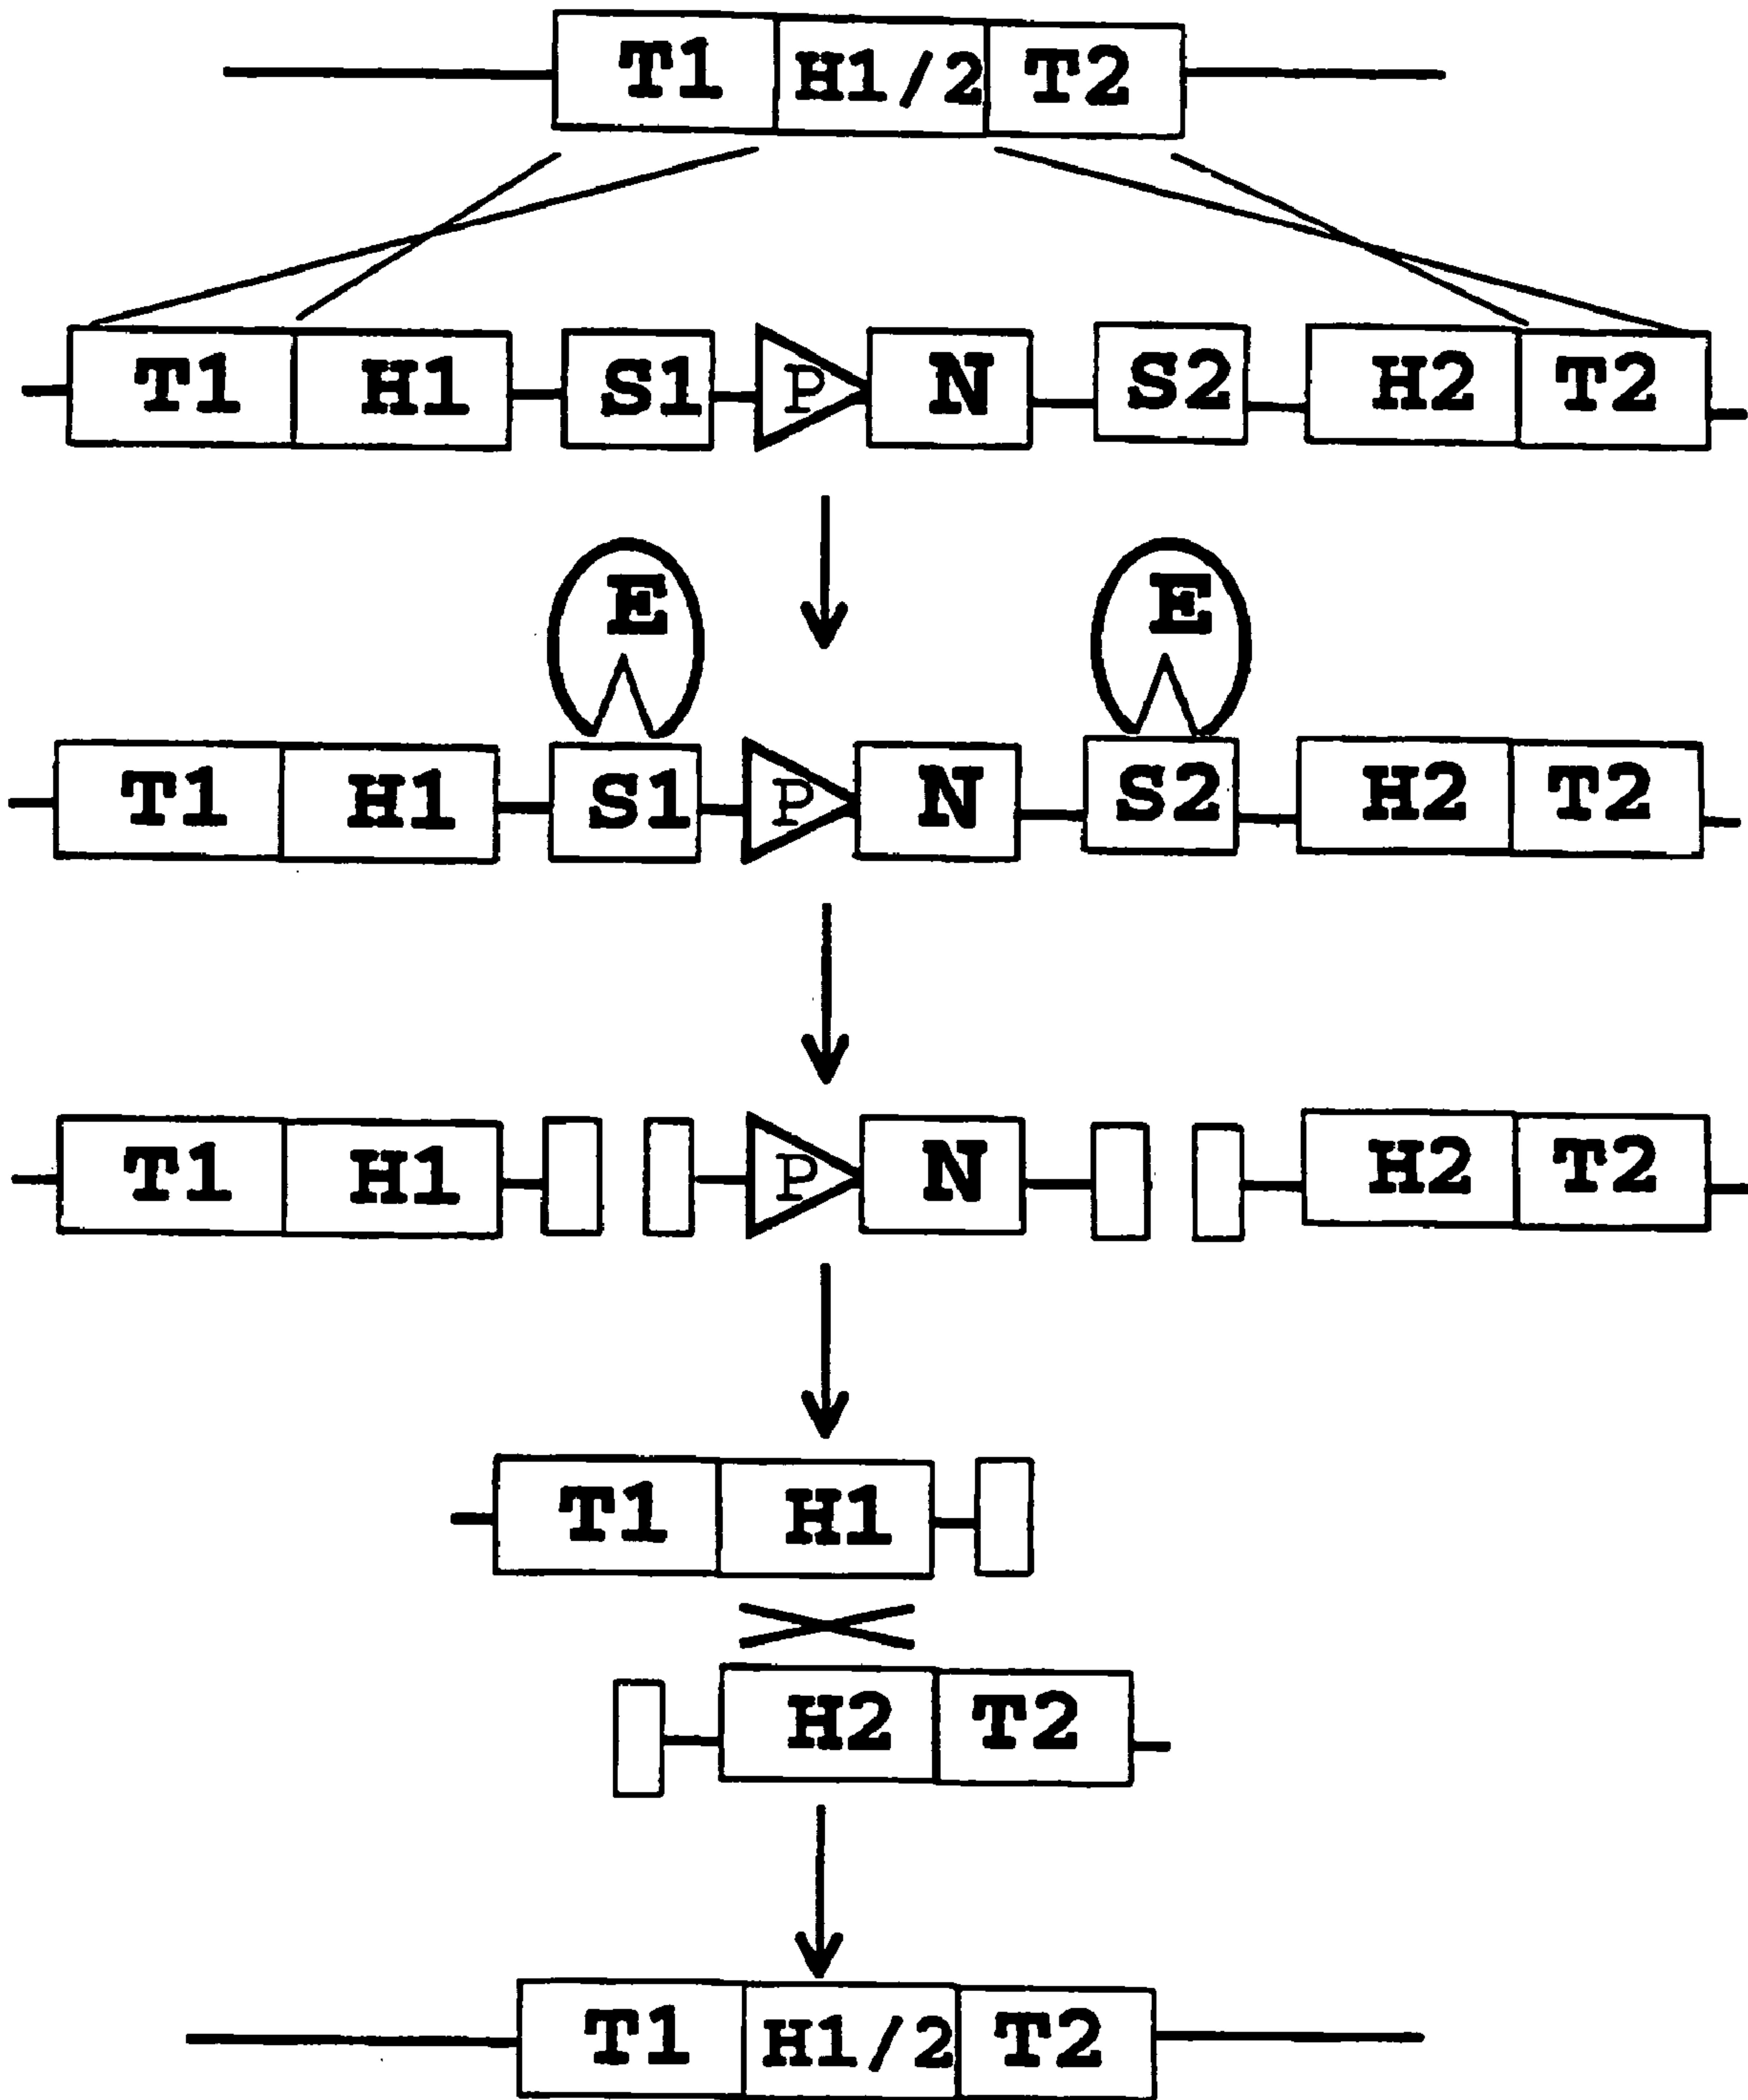 T1 H1/2 T2
T1 H1 S1 P N S2 H2 T2
E E
T1 H1 S1 P N S2 H2 T2
T1 H1 P N H2 T2
T1 H1
H2 T2
T1 H1/2 T2